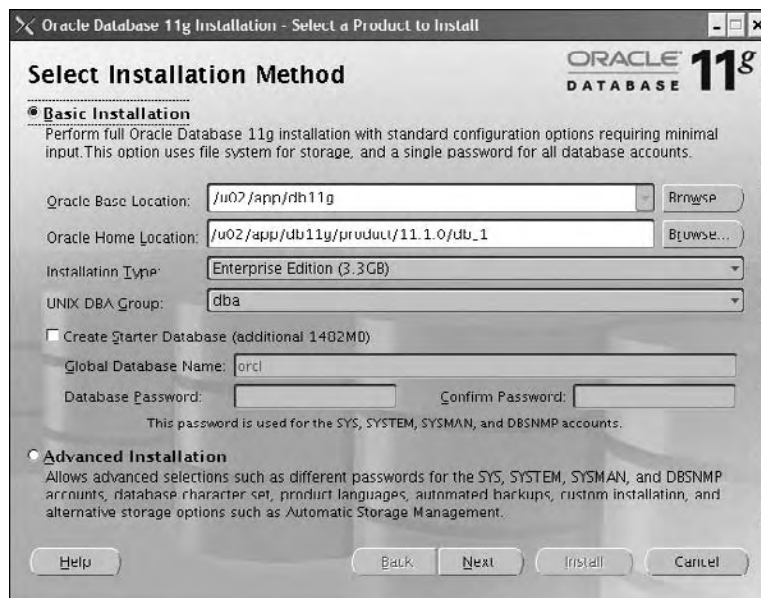 Oracle Database 11g Installation - Select a Product to Install
Select Installation Method
ORACLE 11g
DATABASE
Basic Installation
Perform full Oracle Database 11g installation with standard configuration options requiring minimal
input.This option uses file system for storage, and a single password for all database accounts.
Oracle Base Location: /u02/app/db11g Browse
Oracle Home Location: /u02/app/db11g/product/11.1.0/db_1 Browse...
Installation Type: Enterprise Edition (3.3GB)
UNIX DBA Group: dba
Create Starter Database (additional 1482MB)
Global Database Name: orcl
Database Password: Confirm Password:
This password is used for the SYS, SYSTEM, SYSMAN, and DBSNMP accounts.
Advanced Installation
Allows advanced selections such as different passwords for the SYS, SYSTEM, SYSMAN, and DBSNMP
accounts, database character set, product languages, automated backups, custom installation, and
alternative storage options such as Automatic Storage Management.
Help Back Next Install Cancel